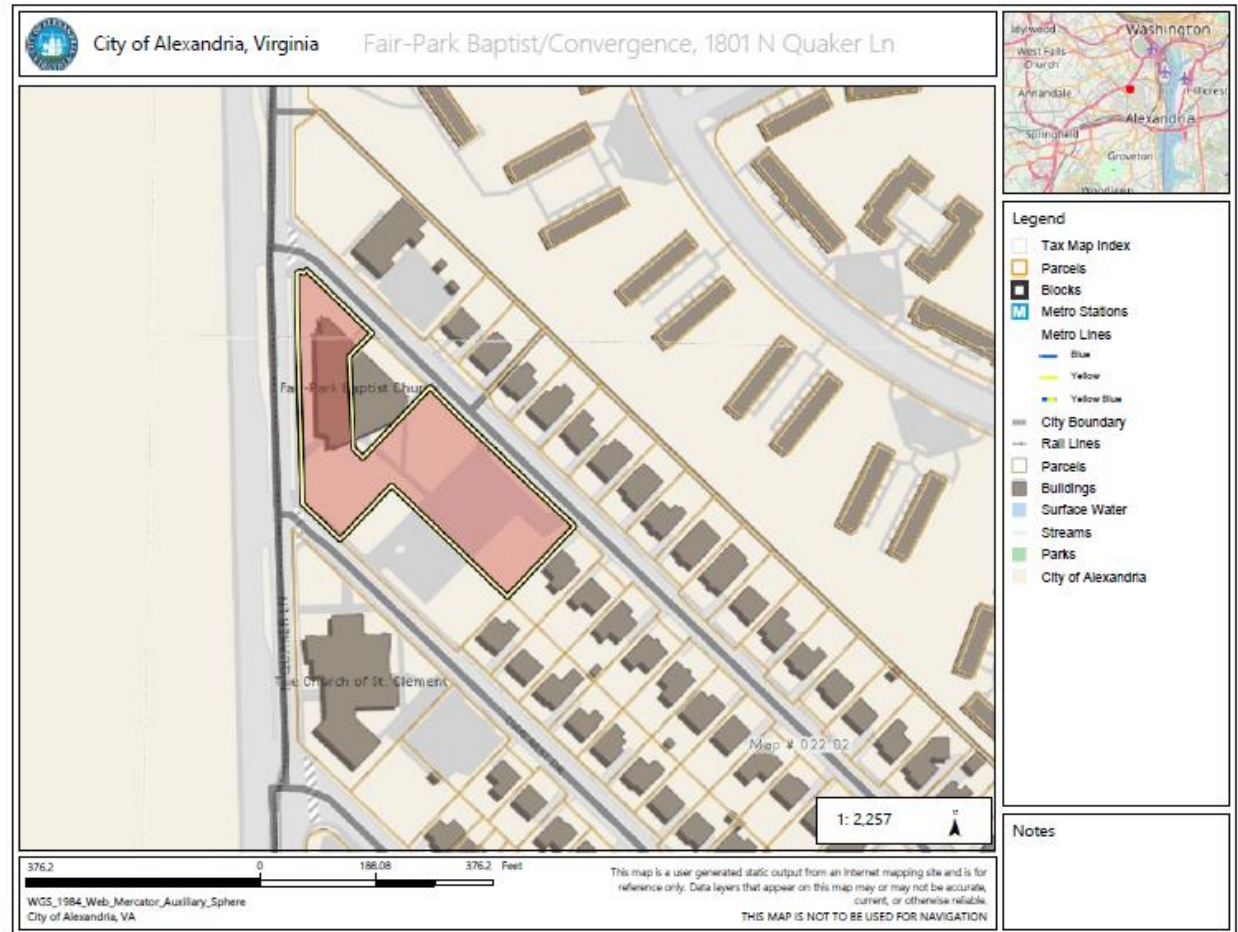 City of Alexandria, Virginia
Fair-Park Baptist/Convergence, 1801 N Quaker Ln
Idylwood
Washington
West Falls
Church
Annandale
Hillcrest
Alexandria
Springfield
Groveton
Woodlawn
Fair-Park Baptist Church
N QUAKER LN
The Church of St. Clement
Map # 022.02
1: 2,257
Legend
Tax Map Index
Parcels
Blocks
M
Metro Stations
Metro Lines
Blue
Yellow
Yellow Blue
City Boundary
Rail Lines
Parcels
Buildings
Surface Water
Streams
Parks
City of Alexandria
Notes
376.2 0 188.08 376.2 Feet
WGS_1984_Web_Mercator_Auxiliary_Sphere
City of Alexandria, VA
This map is a user generated static output from an Internet mapping site and is for
reference only. Data layers that appear on this map may or may not be accurate,
current, or otherwise reliable.
THIS MAP IS NOT TO BE USED FOR NAVIGATION